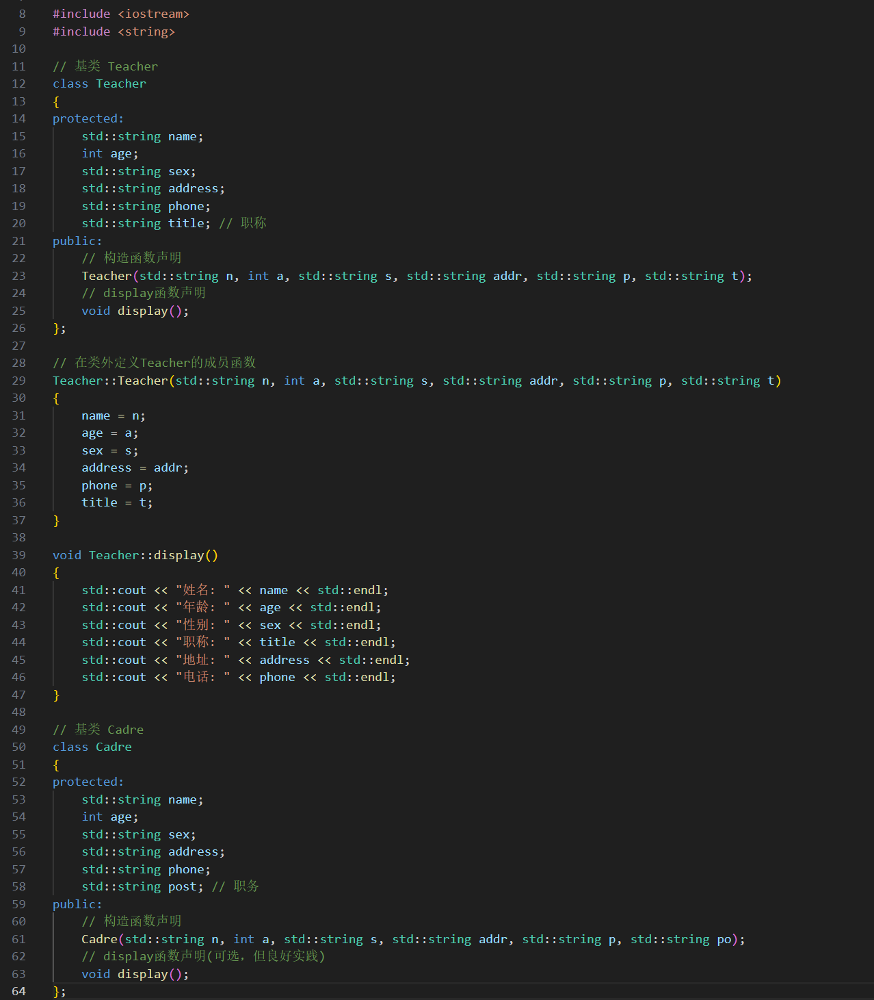 8 #include <iostream>
9 #include <string>
10
11 // 基类 Teacher
12 class Teacher
13 {
14 protected:
15     std::string name;
16     int age;
17     std::string sex;
18     std::string address;
19     std::string phone;
20     std::string title; // 职称
21 public:
22     // 构造函数声明
23     Teacher(std::string n, int a, std::string s, std::string addr, std::string p, std::string t);
24     // display函数声明
25     void display();
26 };
27
28 // 在类外定义Teacher的成员函数
29 Teacher::Teacher(std::string n, int a, std::string s, std::string addr, std::string p, std::string t)
30 {
31     name = n;
32     age = a;
33     sex = s;
34     address = addr;
35     phone = p;
36     title = t;
37 }
38
39 void Teacher::display()
40 {
41     std::cout << "姓名: " << name << std::endl;
42     std::cout << "年龄: " << age << std::endl;
43     std::cout << "性别: " << sex << std::endl;
44     std::cout << "职称: " << title << std::endl;
45     std::cout << "地址: " << address << std::endl;
46     std::cout << "电话: " << phone << std::endl;
47 }
48
49 // 基类 Cadre
50 class Cadre
51 {
52 protected:
53     std::string name;
54     int age;
55     std::string sex;
56     std::string address;
57     std::string phone;
58     std::string post; // 职务
59 public:
60     // 构造函数声明
61     Cadre(std::string n, int a, std::string s, std::string addr, std::string p, std::string po);
62     // display函数声明(可选，但良好实践)
63     void display();
64 };